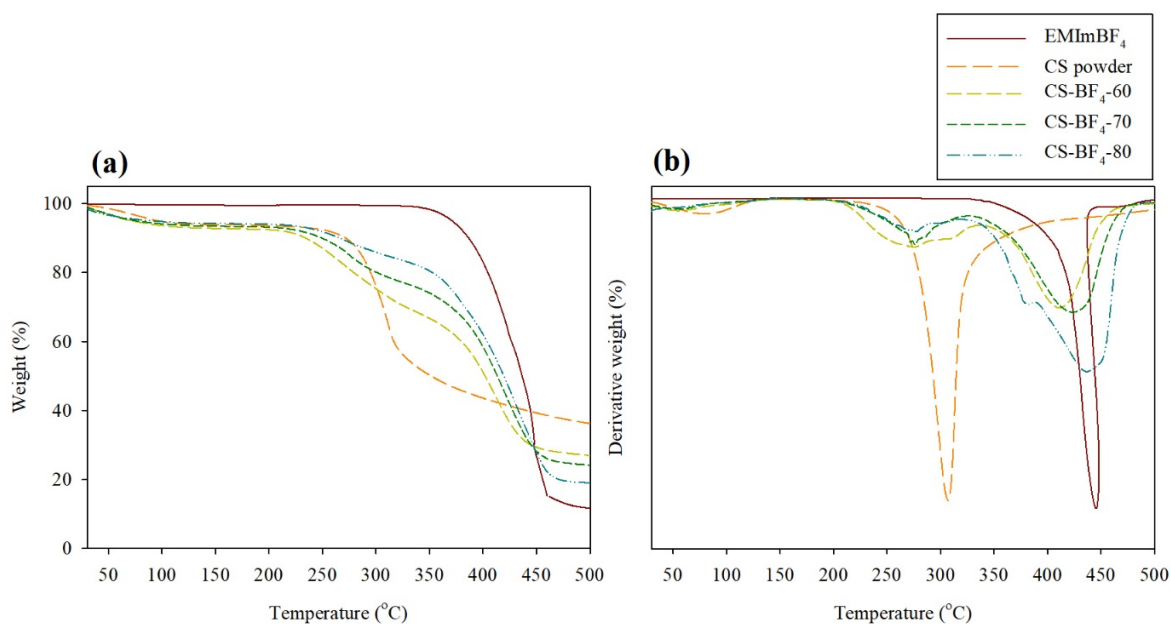 EMImBF₄
CS powder
CS-BF₄-60
CS-BF₄-70
CS-BF₄-80
(a)
(b)
Weight (%)
100
80
60
40
20
0
50 100 150 200 250 300 350 400 450 500
Temperature (°C)
Derivative weight (%)
50 100 150 200 250 300 350 400 450 500
Temperature (°C)